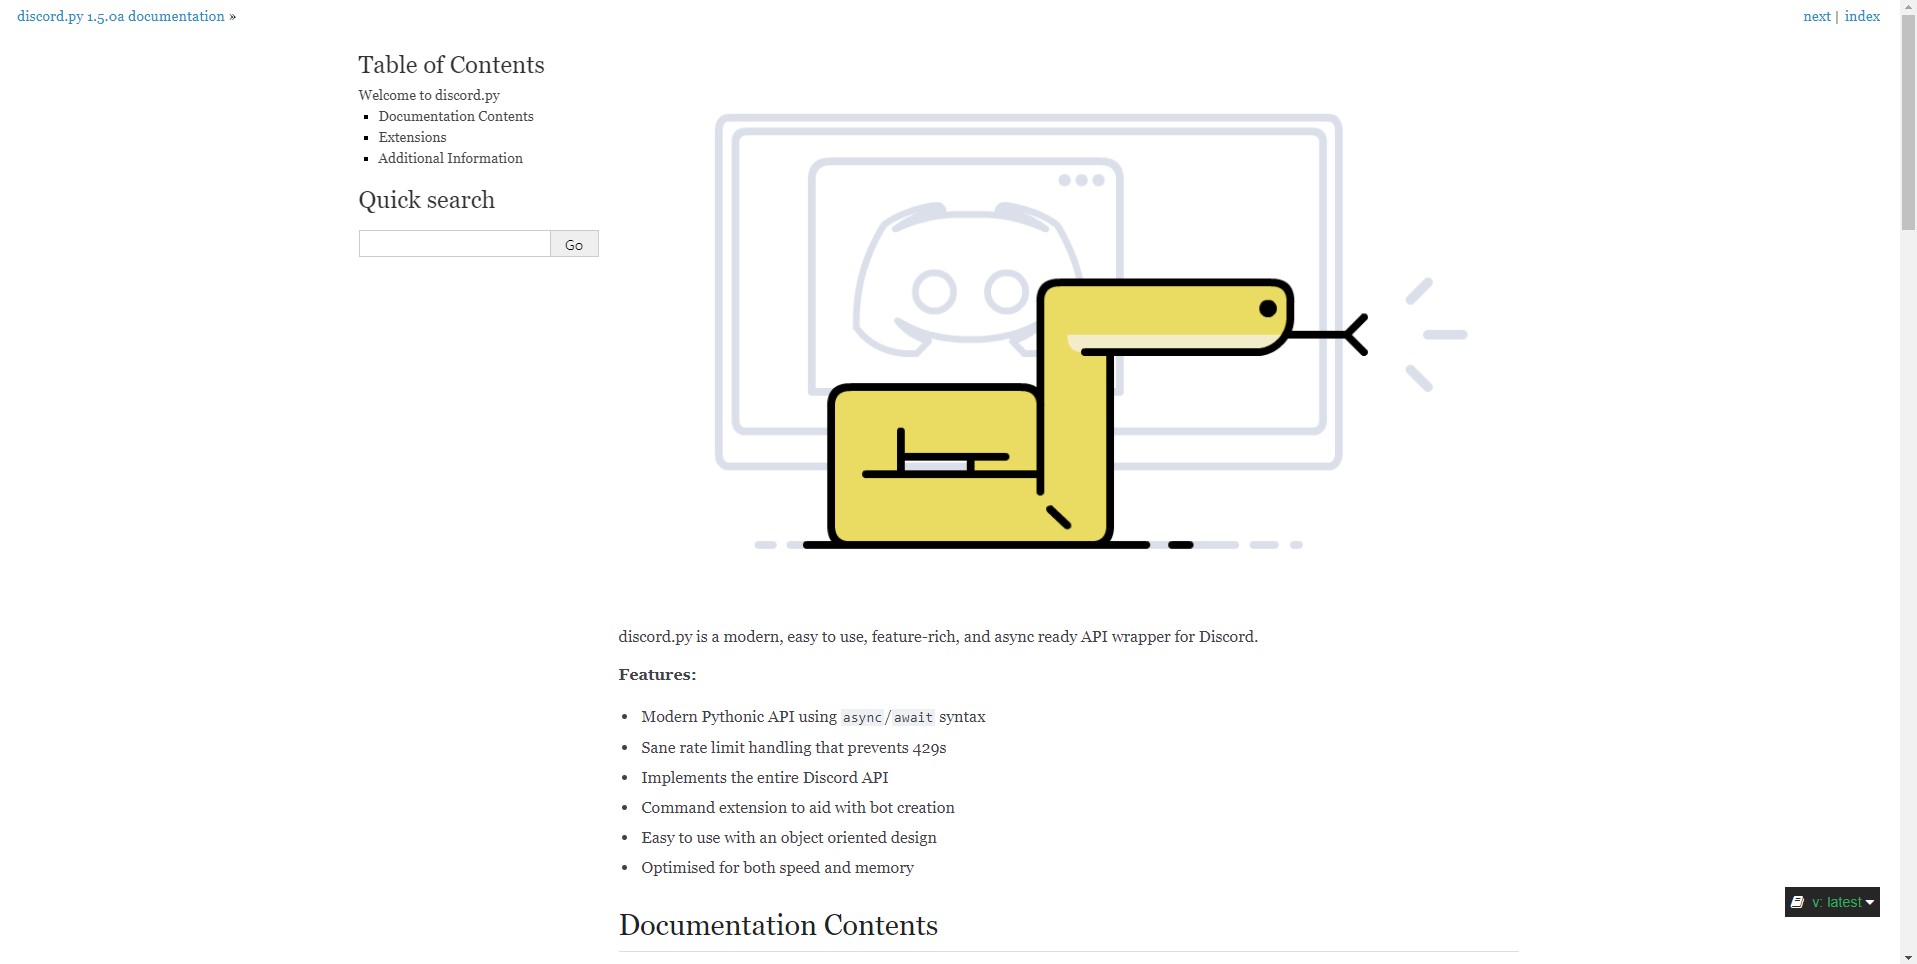 discord.py 1.5.0a documentation »
next | index
Table of Contents
Welcome to discord.py
Documentation Contents
Extensions
Additional Information
Quick search
Go
discord.py is a modern, easy to use, feature-rich, and async ready API wrapper for Discord.
Features:
Modern Pythonic API using async/await syntax
Sane rate limit handling that prevents 429s
Implements the entire Discord API
Command extension to aid with bot creation
Easy to use with an object oriented design
Optimised for both speed and memory
v: latest
Documentation Contents